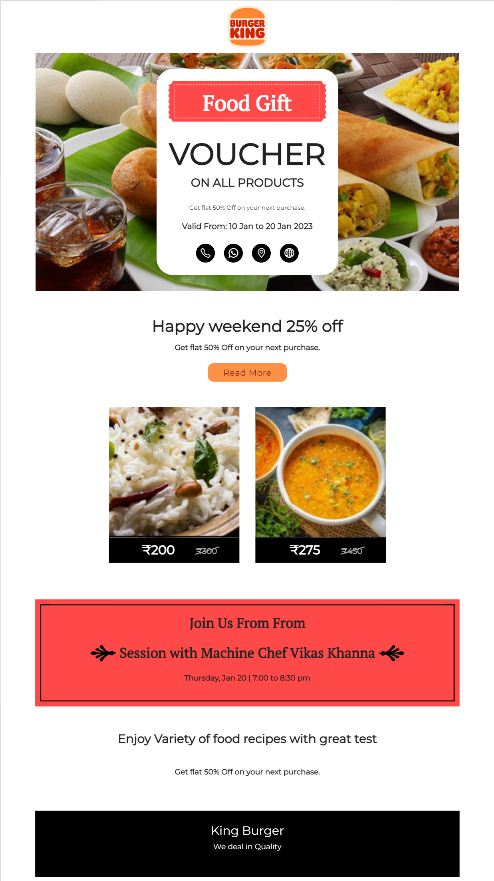 BURGER
KING
Food Gift
VOUCHER
ON ALL PRODUCTS
Get flat 50% Off on your next purchase.
Valid From: 10 Jan to 20 Jan 2023
Happy weekend 25% off
Get flat 50% Off on your next purchase.
Read More
₹200 ₹300
₹275 ₹450
Join Us From From
Session with Machine Chef Vikas Khanna
Thursday, Jan 20 | 7:00 to 8:30 pm
Enjoy Variety of food recipes with great test
Get flat 50% Off on your next purchase.
King Burger
We deal in Quality